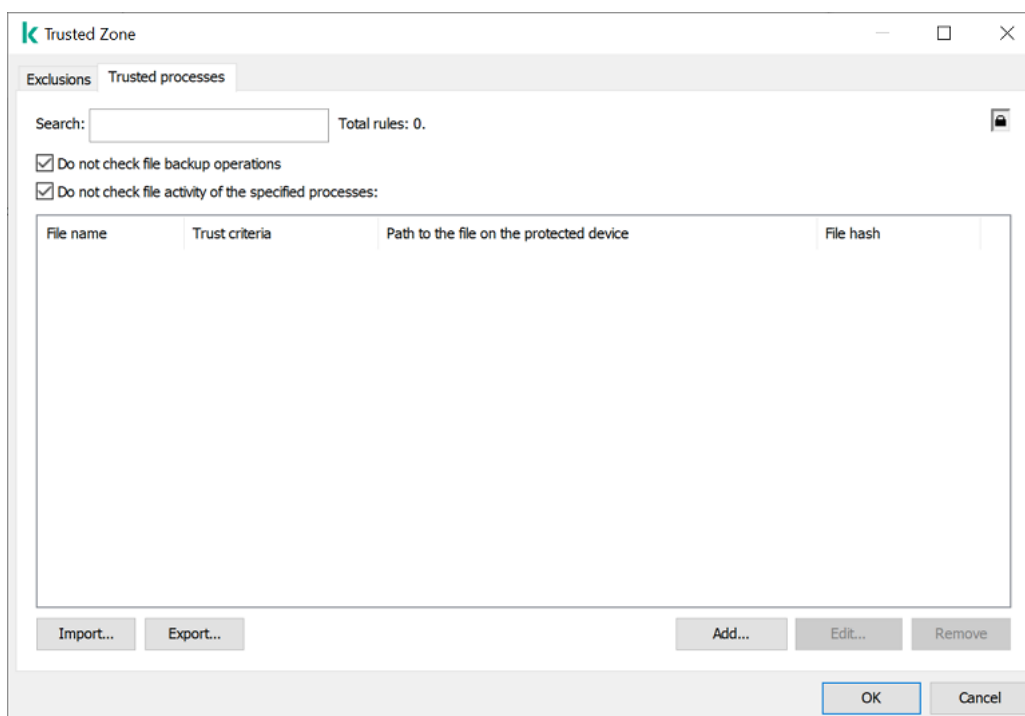 Trusted Zone
Exclusions Trusted processes
Search: Total rules: 0.
Do not check file backup operations
Do not check file activity of the specified processes:
File name Trust criteria Path to the file on the protected device File hash
Import... Export... Add... Edit... Remove
OK Cancel